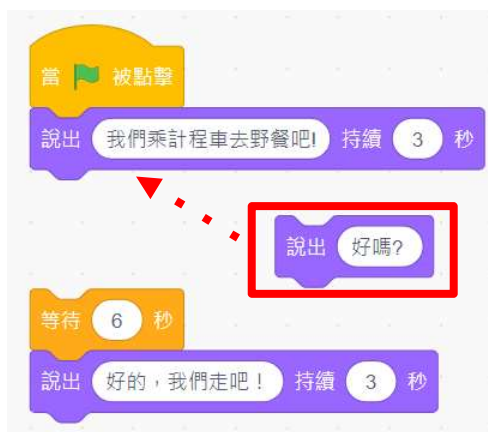 當 被點擊
說出 我們乘計程車去野餐吧! 持續 3 秒
說出 好嗎?
等待 6 秒
說出 好的，我們走吧！ 持續 3 秒